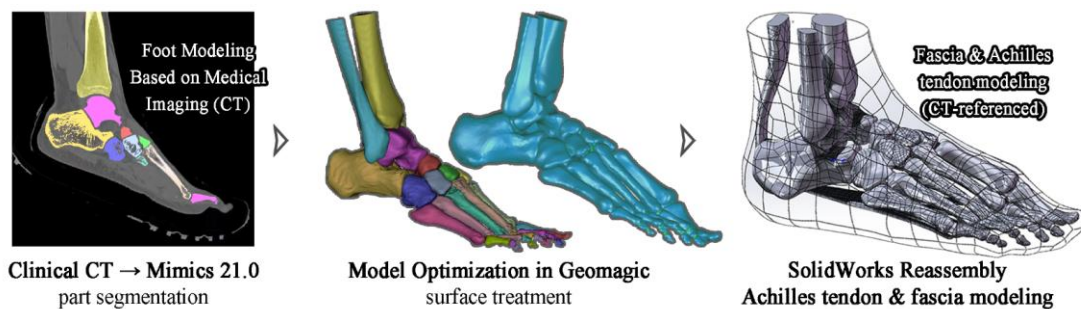 Foot Modeling
Based on Medical
Imaging (CT)
Fascia & Achilles
tendon modeling
(CT-referenced)
Clinical CT → Mimics 21.0
part segmentation
Model Optimization in Geomagic
surface treatment
SolidWorks Reassembly
Achilles tendon & fascia modeling